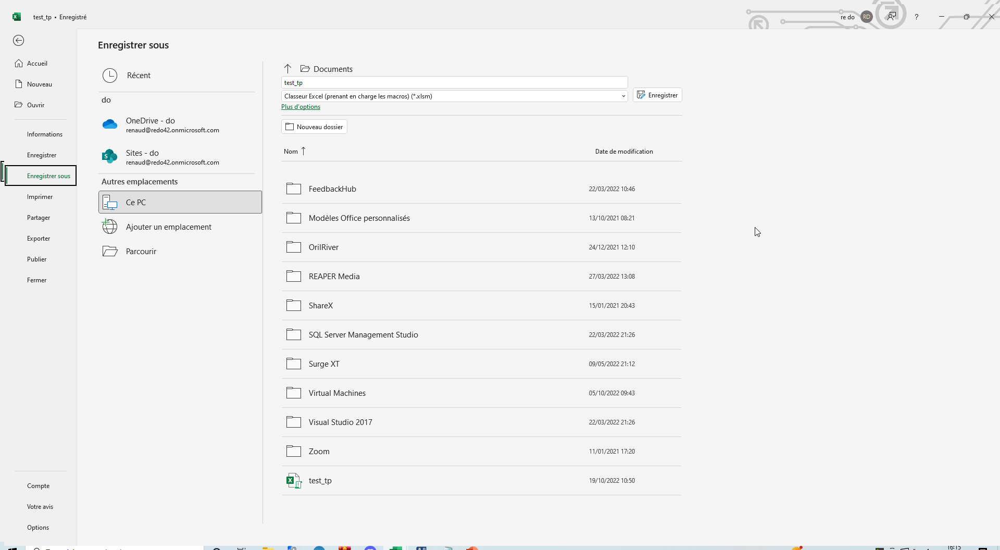 test_tp • Enregistré
re do
RD
?
Accueil
Nouveau
Ouvrir
Informations
Enregistrer
Enregistrer sous
Imprimer
Partager
Exporter
Publier
Fermer
Compte
Votre avis
Options
Enregistrer sous
Récent
do
OneDrive - do
renaud@redo42.onmicrosoft.com
Sites - do
renaud@redo42.onmicrosoft.com
Autres emplacements
Ce PC
Ajouter un emplacement
Parcourir
Documents
test_tp
Classeur Excel (prenant en charge les macros) (*.xlsm)
Enregistrer
Plus d'options
Nouveau dossier
Nom
Date de modification
FeedbackHub 22/03/2022 10:46
Modèles Office personnalisés 13/10/2021 08:21
OrilRiver 24/12/2021 12:10
REAPER Media 27/03/2022 13:08
ShareX 15/01/2021 20:43
SQL Server Management Studio 22/03/2022 21:26
Surge XT 09/05/2022 21:12
Virtual Machines 05/10/2022 09:43
Visual Studio 2017 22/03/2022 21:26
Zoom 11/01/2021 17:20
test_tp 19/10/2022 10:50
16:15